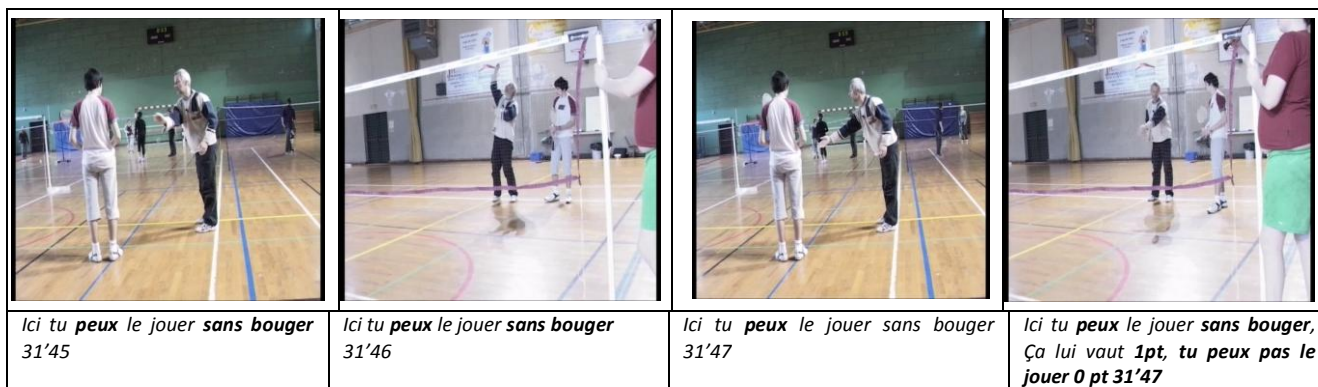 Ici tu peux le jouer sans bouger
31’45
Ici tu peux le jouer sans bouger
31’46
Ici tu peux le jouer sans bouger
31’47
Ici tu peux le jouer sans bouger,
Ça lui vaut 1pt, tu peux pas le
jouer 0 pt 31’47